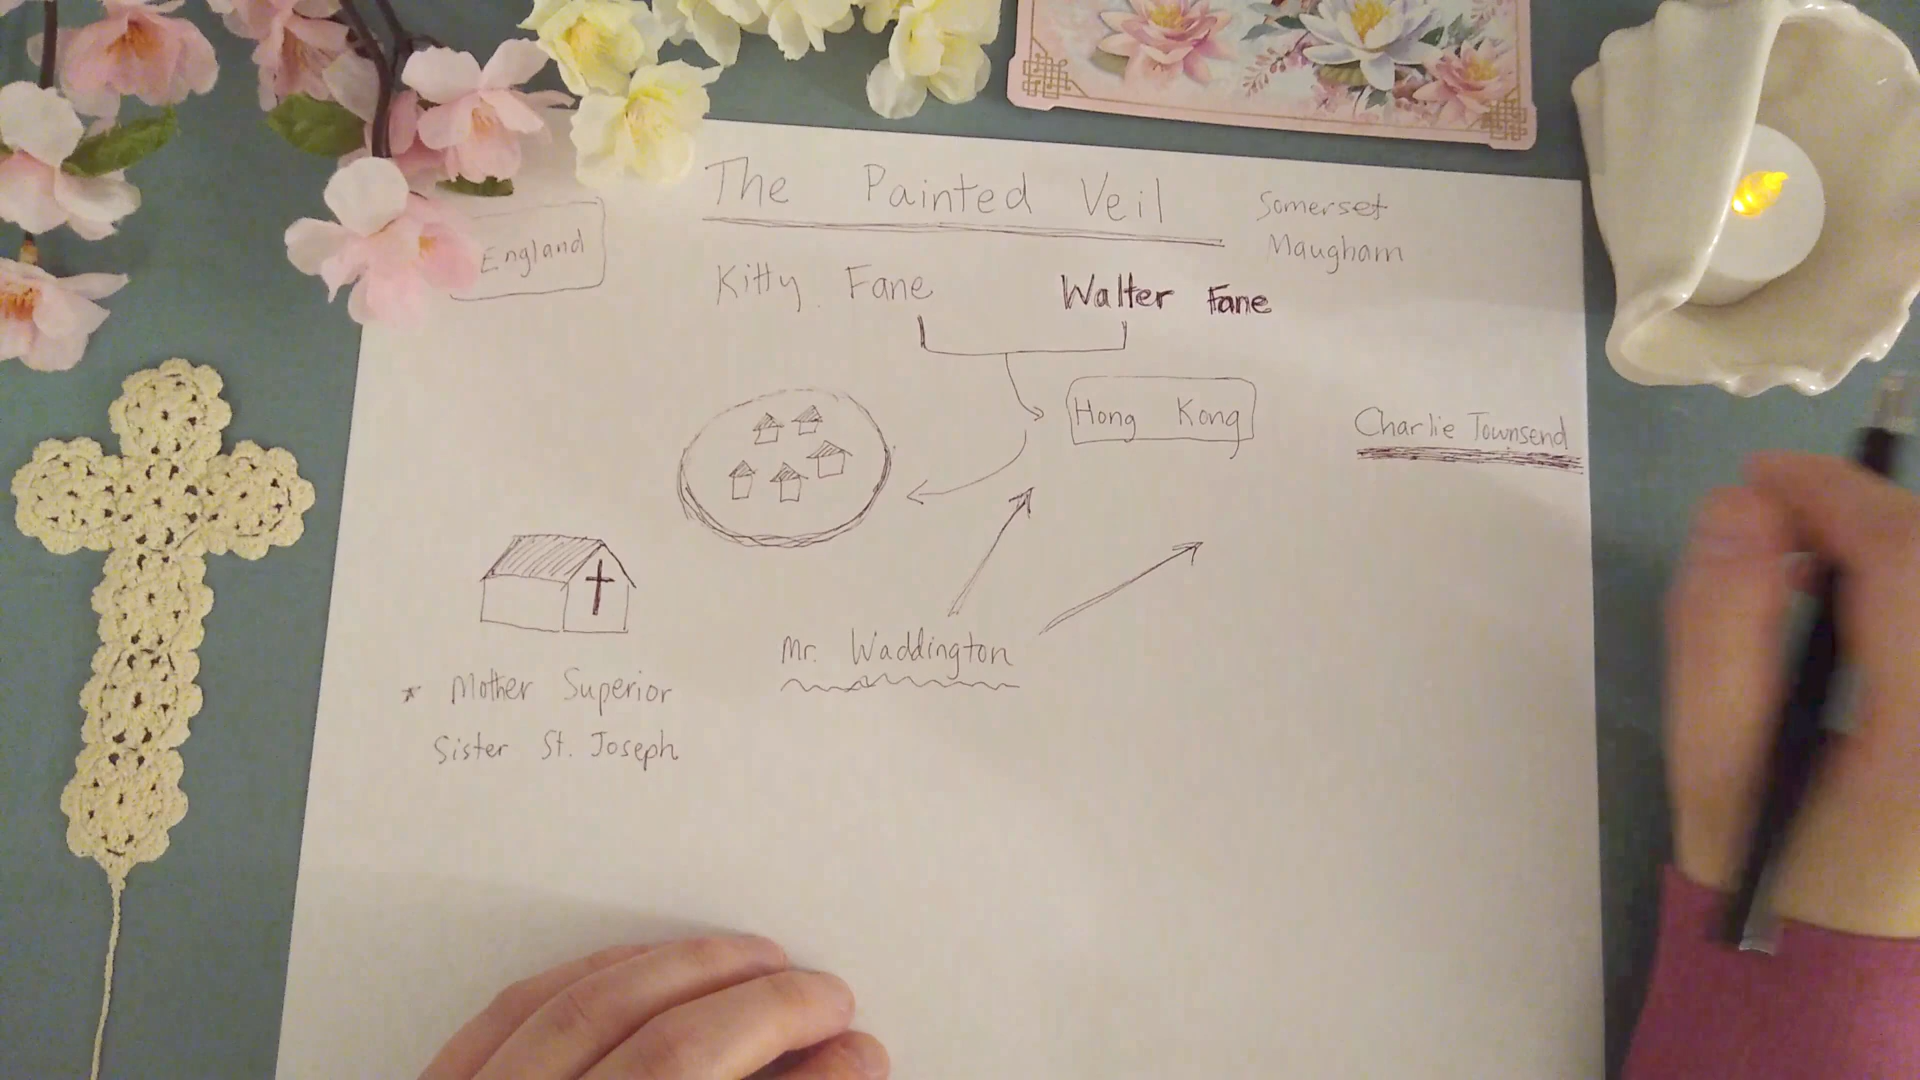 The Painted Veil
Somerset
Maugham
England
Kitty Fane
Walter Fane
Hong Kong
Charlie Townsend
Mr. Waddington
* Mother Superior
Sister St. Joseph